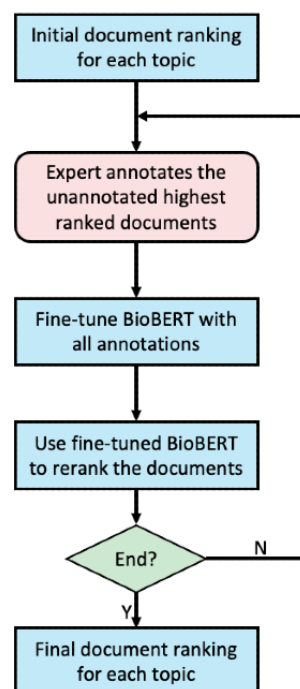 Initial document ranking
for each topic
Expert annotates the
unannotated highest
ranked documents
Fine-tune BioBERT with
all annotations
Use fine-tuned BioBERT
to rerank the documents
End?
N
Y
Final document ranking
for each topic